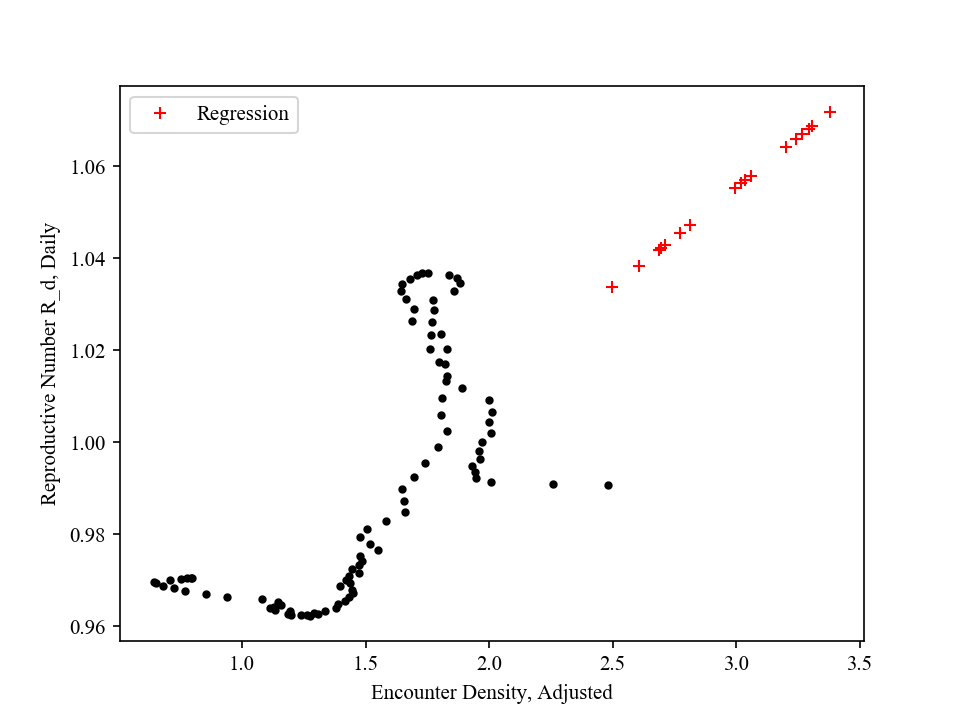 Regression
Reproductive Number R_d, Daily
1.06
1.04
1.02
1.00
0.98
0.96
1.0 1.5 2.0 2.5 3.0 3.5
Encounter Density, Adjusted